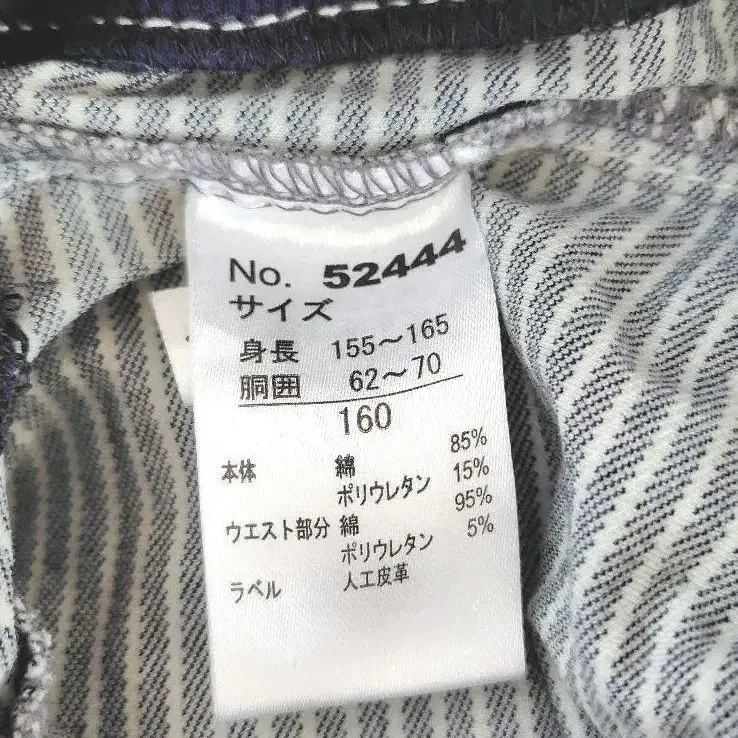 No. 52444
サイズ
身長 155〜165
胴囲 62〜70
160
本体 綿 85%
ポリウレタン 15%
ウエスト部分 綿 95%
ポリウレタン 5%
ラベル 人工皮革